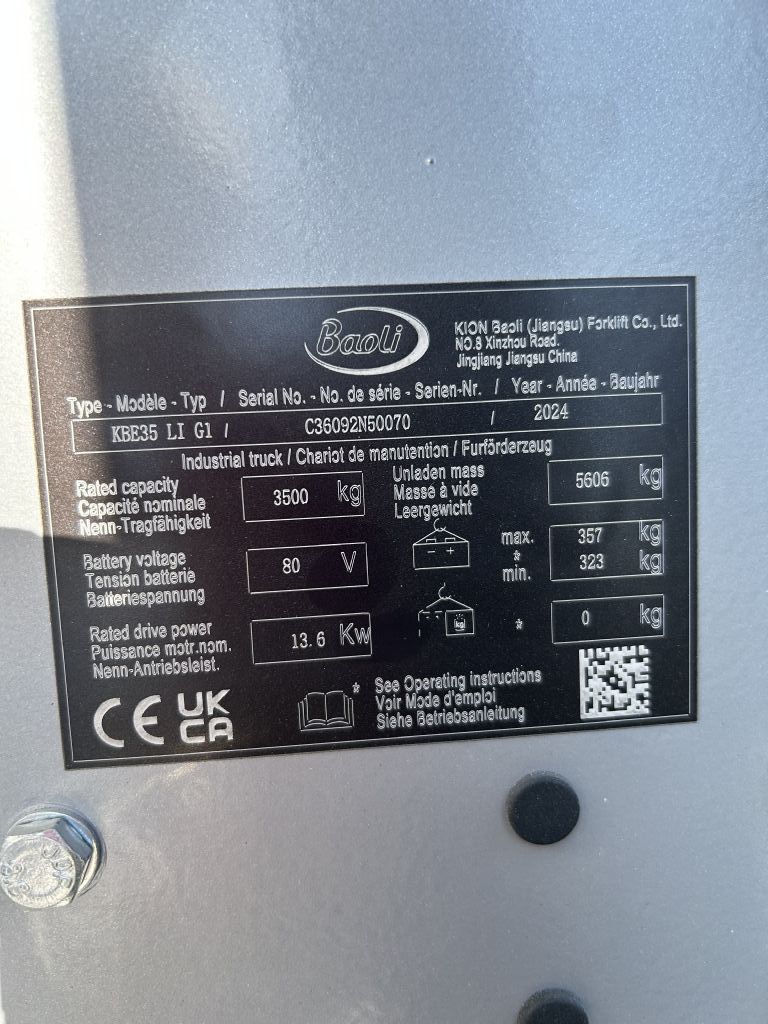 Baoli
KION Baoli (Jiangsu) Forklift Co., Ltd.
NO.8 Xinzhou Road.
Jingjiang Jiangsu China
Type - Modèle - Typ / Serial No. - No. de série - Serien-Nr. / Year - Année - Baujahr
KBE35 LI G1 / C36092N50070 / 2024
Industrial truck / Chariot de manutention / Furförderzeug
Rated capacity
Capacité nominale
Nenn-Tragfähigkeit
3500 kg
Unladen mass
Masse à vide
Leergewicht
5606 kg
Battery voltage
Tension batterie
Batteriespannung
80 V
- +
max. 357 kg
*
min. 323 kg
Rated drive power
Puissance motr.nom.
Nenn-Antriebsleist.
13.6 Kw
kg
* 0 kg
CE UK
CA
* See Operating instructions
Voir Mode d'emploi
Siehe Betriebsanleitung